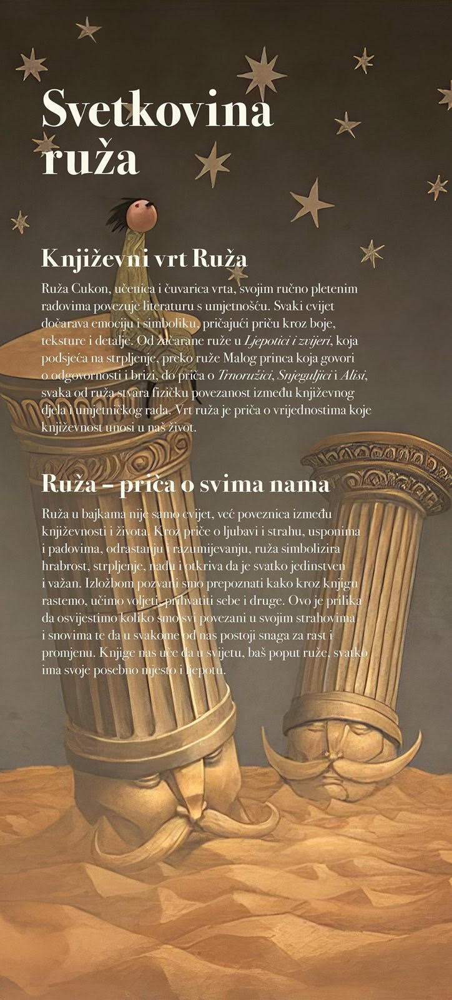 Svetkovina
ruža
Književni vrt Ruža
Ruža Cukon, učenica i čuvarica vrta, svojim ručno pletenim
radovima povezuje literaturu s umjetnošću. Svaki cvijet
dočarava emociju i simboliku, pričajući priču kroz boje,
teksture i detalje. Od začarane ruže u Ljepotici i zvijeri, koja
podsjeća na strpljenje, preko ruže Malog princa koja govori
o odgovornosti i brizi, do priča o Trnoružici, Snjeguljici i Alisi,
svaka od ruža stvara fizičku povezanost između književnog
djela i umjetničkog rada. Vrt ruža je priča o vrijednostima koje
književnost unosi u naš život.
Ruža – priča o svima nama
Ruža u bajkama nije samo cvijet, već poveznica između
književnosti i života. Kroz priče o ljubavi i strahu, usponima
i padovima, odrastanju i razumijevanju, ruža simbolizira
hrabrost, strpljenje, nadu i otkriva da je svatko jedinstven
i važan. Izložbom pozvani smo prepoznati kako kroz knjigu
rastemo, učimo voljeti, prihvatiti sebe i druge. Ovo je prilika
da osvijestimo koliko smo svi povezani u svojim strahovima
i snovima te da u svakome od nas postoji snaga za rast i
promjenu. Knjige nas uče da u svijetu, baš poput ruže, svatko
ima svoje posebno mjesto i ljepotu.